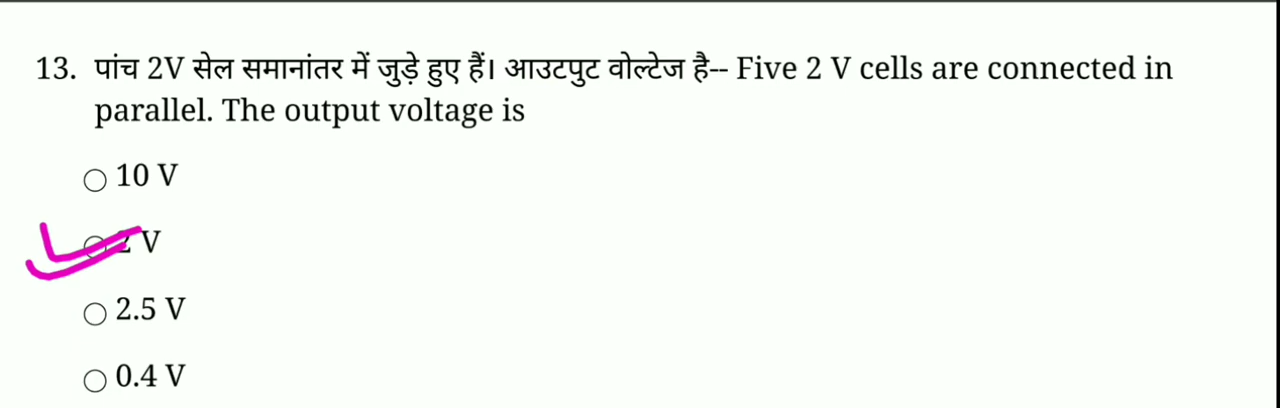 13. पांच 2V सेल समानांतर में जुड़े हुए हैं। आउटपुट वोल्टेज है-- Five 2 V cells are connected in
parallel. The output voltage is
10 V
2 V
2.5 V
0.4 V